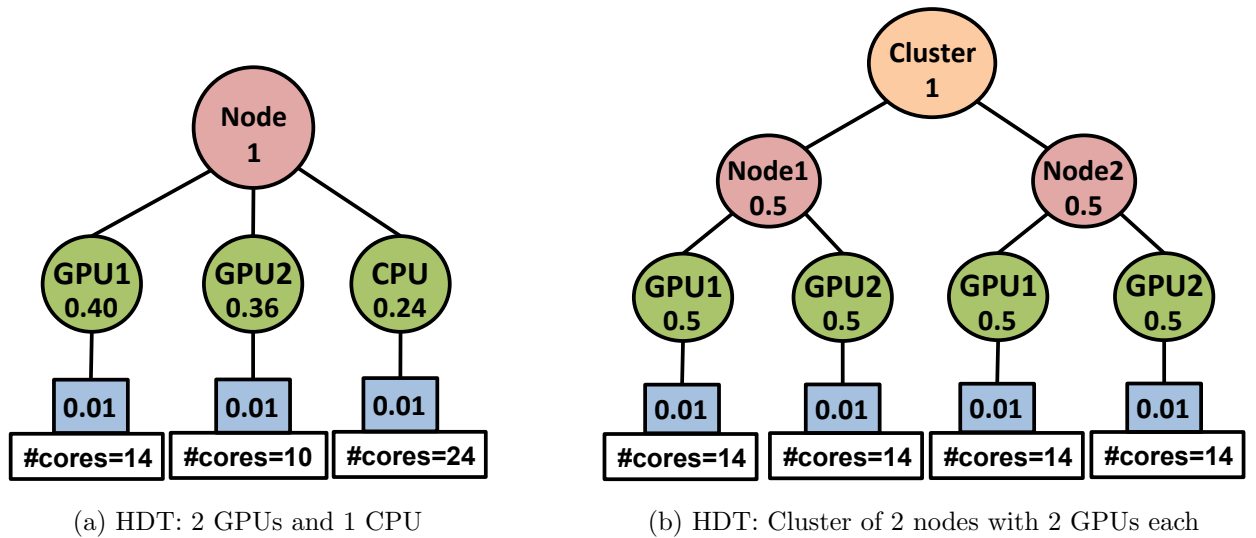 Node
1
GPU1
0.40
GPU2
0.36
CPU
0.24
0.01
0.01
0.01
#cores=14
#cores=10
#cores=24
(a) HDT: 2 GPUs and 1 CPU
Cluster
1
Node1
0.5
Node2
0.5
GPU1
0.5
GPU2
0.5
GPU1
0.5
GPU2
0.5
0.01
0.01
0.01
0.01
#cores=14
#cores=14
#cores=14
#cores=14
(b) HDT: Cluster of 2 nodes with 2 GPUs each